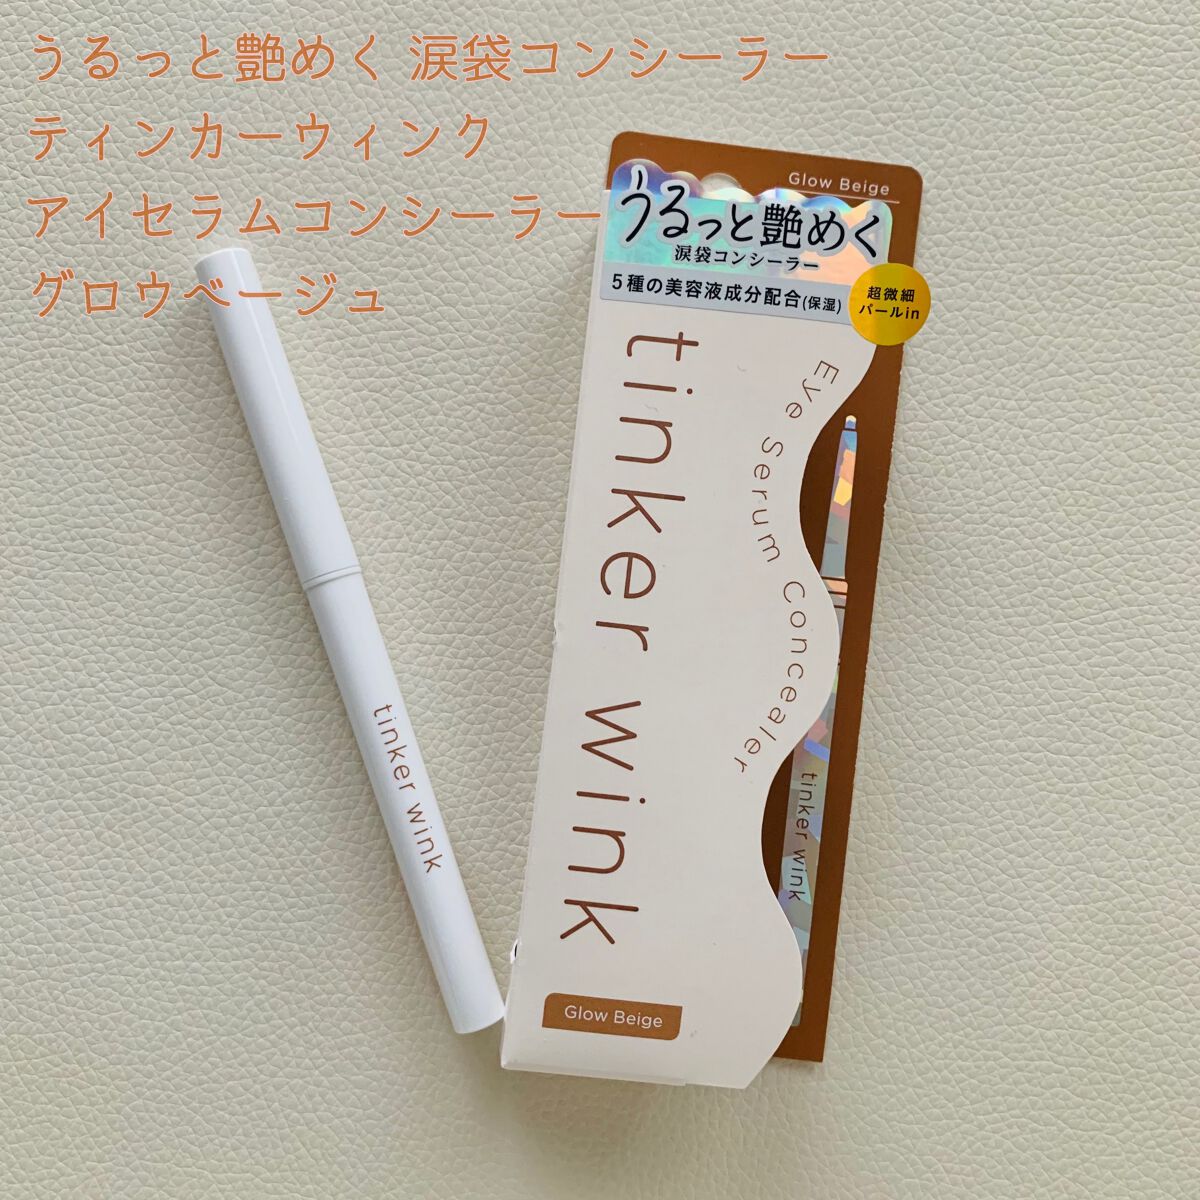 うるっと艶めく 涙袋コンシーラー
ティンカーウィンク
アイセラムコンシーラー
グロウベージュ
Glow Beige
うるっと艶めく
涙袋コンシーラー
5種の美容液成分配合(保湿)
超微細
パールin
tinker wink
Eye Serum Concealer
tinker wink
Glow Beige
tinker wink